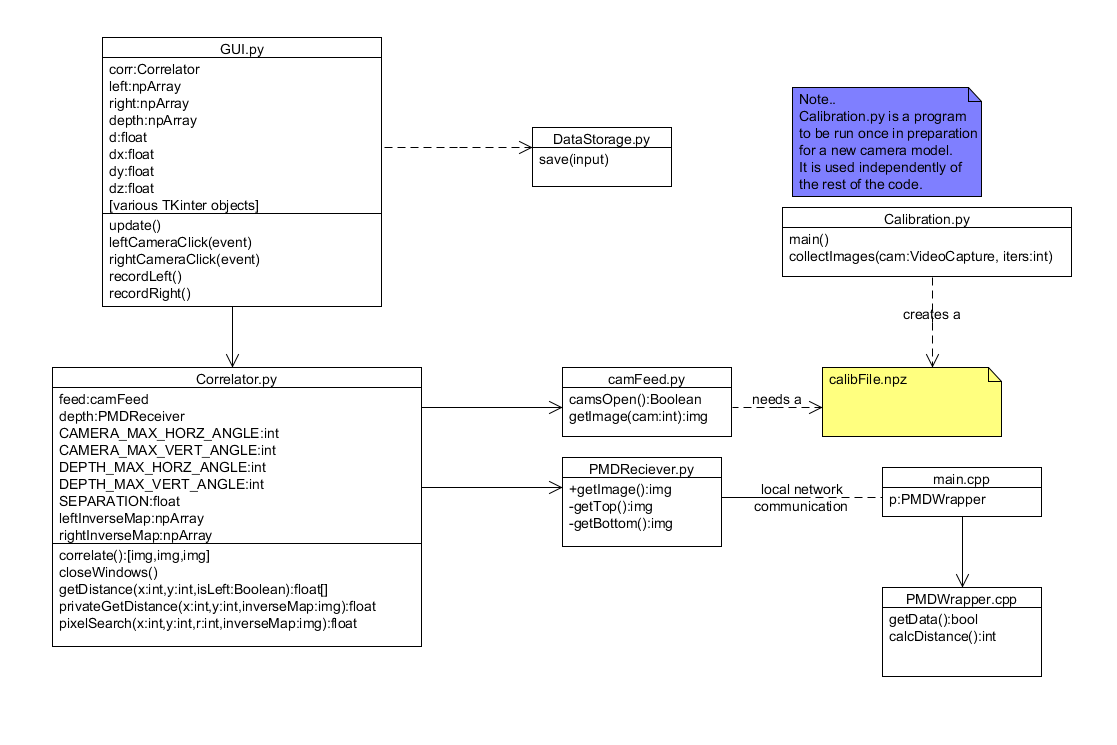 GUI.py
corr:Correlator
left:npArray
right:npArray
depth:npArray
d:float
dx:float
dy:float
dz:float
[various TKinter objects]
update()
leftCameraClick(event)
rightCameraClick(event)
recordLeft()
recordRight()
DataStorage.py
save(input)
Note..
Calibration.py is a program
to be run once in preparation
for a new camera model.
It is used independently of
the rest of the code.
Calibration.py
main()
collectImages(cam:VideoCapture, iters:int)
creates a
Correlator.py
feed:camFeed
depth:PMDReceiver
CAMERA_MAX_HORZ_ANGLE:int
CAMERA_MAX_VERT_ANGLE:int
DEPTH_MAX_HORZ_ANGLE:int
DEPTH_MAX_VERT_ANGLE:int
SEPARATION:float
leftInverseMap:npArray
rightInverseMap:npArray
correlate():[img,img,img]
closeWindows()
getDistance(x:int,y:int,isLeft:Boolean):float[]
privateGetDistance(x:int,y:int,inverseMap:img):float
pixelSearch(x:int,y:int,r:int,inverseMap:img):float
camFeed.py
camsOpen():Boolean
getImage(cam:int):img
needs a
calibFile.npz
PMDReciever.py
+getImage():img
-getTop():img
-getBottom():img
local network
communication
main.cpp
p:PMDWrapper
PMDWrapper.cpp
getData():bool
calcDistance():int